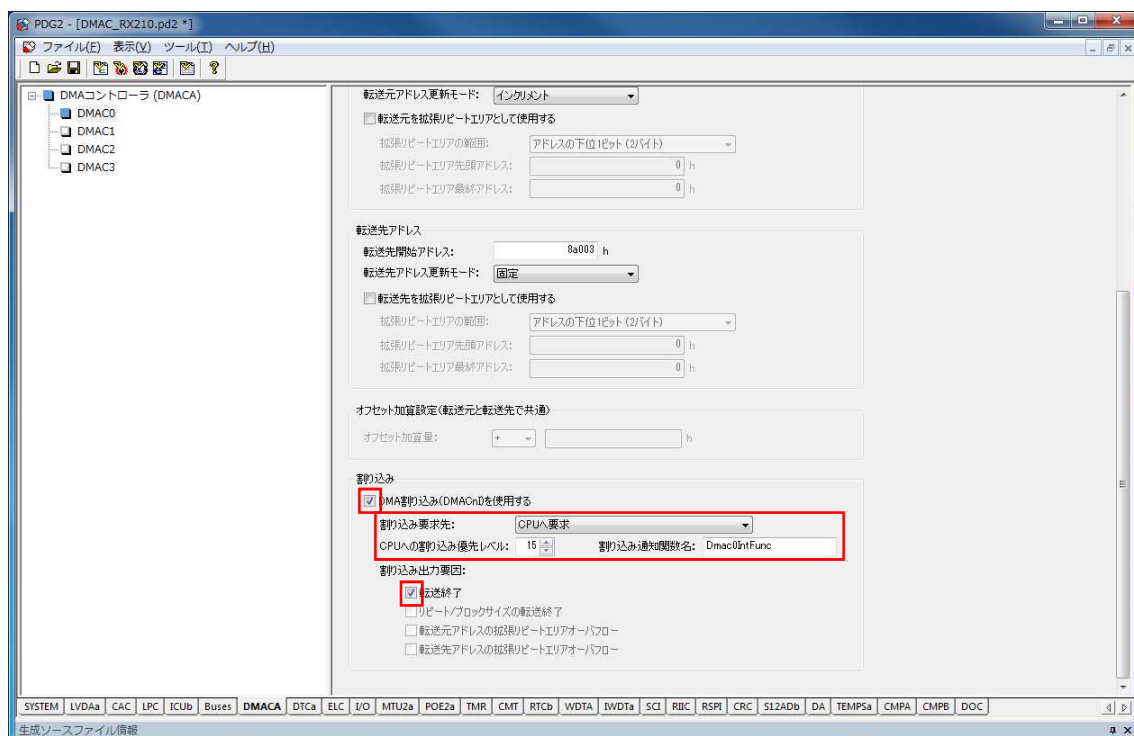 PDG2 - [DMAC_RX210.pd2 *]
ファイル(F) 表示(V) ツール(T) ヘルプ(H)
DMAコントローラ (DMACA)
DMAC0
DMAC1
DMAC2
DMAC3
転送元アドレス更新モード: インクリメント
転送元を拡張リピートエリアとして使用する
拡張リピートエリアの範囲: アドレスの下位1ビット (2バイト)
拡張リピートエリア先頭アドレス: 0 h
拡張リピートエリア最終アドレス: 0 h
転送先アドレス
転送先開始アドレス: 8a003 h
転送先アドレス更新モード: 固定
転送先を拡張リピートエリアとして使用する
拡張リピートエリアの範囲: アドレスの下位1ビット (2バイト)
拡張リピートエリア先頭アドレス: 0 h
拡張リピートエリア最終アドレス: 0 h
オフセット加算設定(転送元と転送先で共通)
オフセット加算量: + h
割り込み
DMA割り込み(DMACnI)を使用する
割り込み要求先: CPUへ要求
CPUへの割り込み優先レベル: 15 割り込み通知関数名: Dmac0IntFunc
割り込み出力要因:
転送終了
リピート/ブロックサイズの転送終了
転送元アドレスの拡張リピートエリアオーバフロー
転送先アドレスの拡張リピートエリアオーバフロー
SYSTEM LVDAa CAC LPC ICUb Buses DMACA DTCa ELC I/O MTU2a POE2a TMR CMT RTCb WDTA IWDTa SCI RIIC RSPI CRC S12ADb DA TEMPSa CMPA CMPB DOC
生成ソースファイル情報